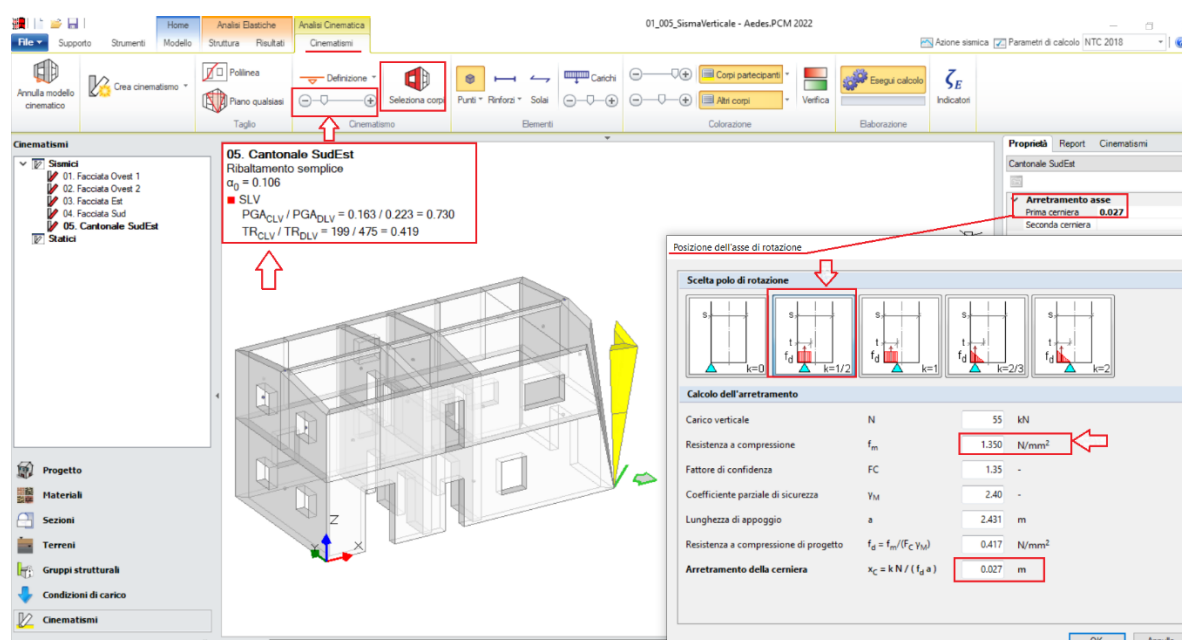 01_005_SismaVerticale - Aedes.PCM 2022
Home
Analisi Elastiche
Analisi Cinematica
File
Supporto
Strumenti
Modello
Struttura
Risultati
Cinematismi
Azione sismica
Parametri di calcolo
NTC 2018
Annulla modello
cinematico
Crea cinematismo
Polilinea
Piano qualsiasi
Taglio
Definizione
Seleziona corpi
Cinematismo
Punti
Rinforzi
Solai
Carichi
Elementi
Corpi partecipanti
Altri corpi
Verifica
Colorazione
Esegui calcolo
Elaborazione
ζE
Indicatori
Cinematismi
Sismici
01. Facciata Ovest 1
02. Facciata Ovest 2
03. Facciata Est
04. Facciata Sud
05. Cantonale SudEst
Statici
05. Cantonale SudEst
Ribaltamento semplice
α0 = 0.106
SLV
PGACLV / PGADLV = 0.163 / 0.223 = 0.730
TRCLV / TRDLV = 199 / 475 = 0.419
Z
Y
X
Proprietà
Report
Cinematismi
Cantonale SudEst
Arretramento asse
Prima cerniera 0.027
Seconda cerniera
Posizione dell'asse di rotazione
Scelta polo di rotazione
s
k=0
s
t
fd
k=1/2
s
t
fd
k=1
s
t
fd
k=2/3
s
t
fd
k=2
Calcolo dell'arretramento
Carico verticale N 55 kN
Resistenza a compressione fm 1.350 N/mm²
Fattore di confidenza FC 1.35 -
Coefficiente parziale di sicurezza γM 2.40 -
Lunghezza di appoggio a 2.431 m
Resistenza a compressione di progetto fd = fm/(FC γM) 0.417 N/mm²
Arretramento della cerniera xC = k N / ( fd a ) 0.027 m
Progetto
Materiali
Sezioni
Terreni
Gruppi strutturali
Condizioni di carico
Cinematismi